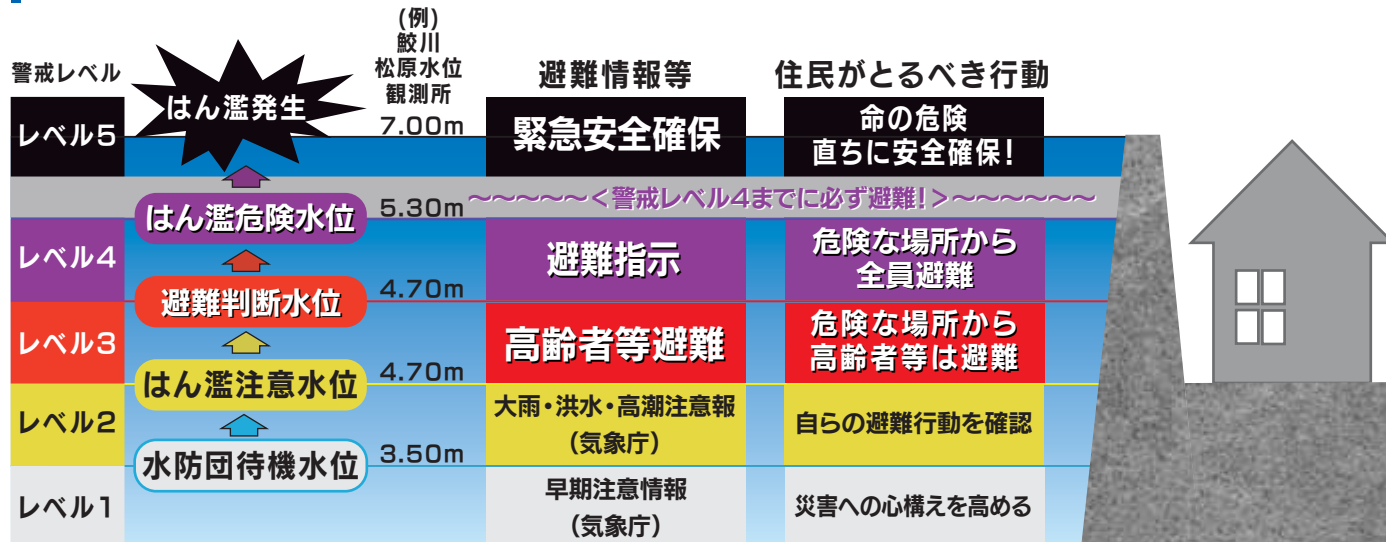 警戒レベル
(例)
鮫川
松原水位
観測所
避難情報等
住民がとるべき行動
レベル5
はん濫発生
7.00m
緊急安全確保
命の危険
直ちに安全確保!
~~~~~<警戒レベル4までに必ず避難!>~~~~~~
はん濫危険水位
5.30m
レベル4
避難指示
危険な場所から
全員避難
避難判断水位
4.70m
レベル3
高齢者等避難
危険な場所から
高齢者等は避難
はん濫注意水位
4.70m
レベル2
大雨・洪水・高潮注意報
(気象庁)
自らの避難行動を確認
水防団待機水位
3.50m
レベル1
早期注意情報
(気象庁)
災害への心構えを高める